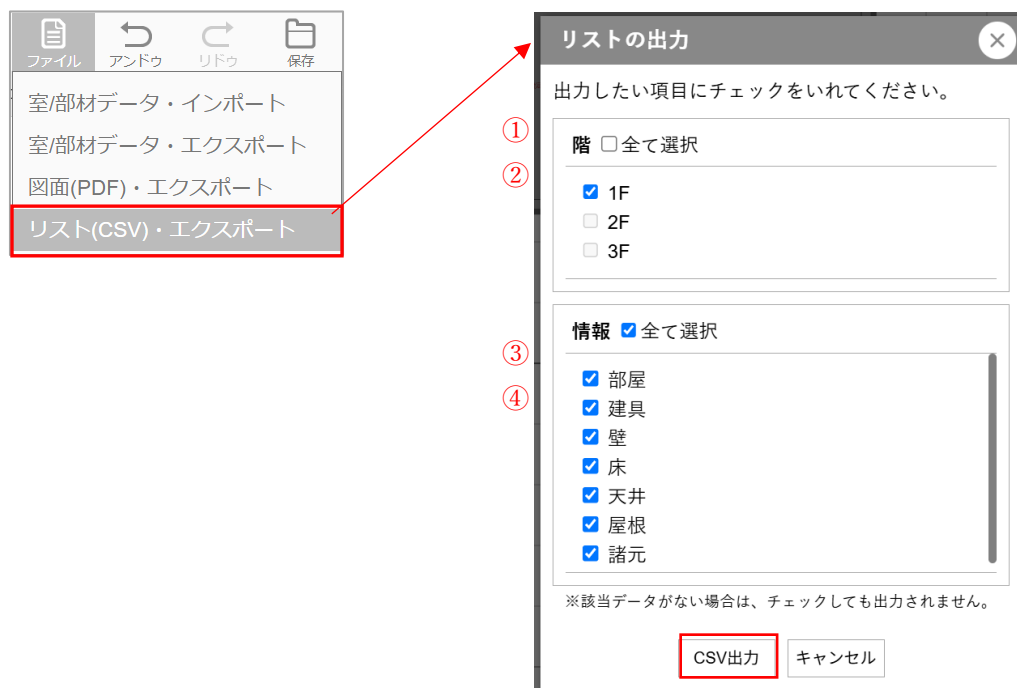 ファイル アンドゥ リドゥ 保存
室/部材データ・インポート
室/部材データ・エクスポート
図面(PDF)・エクスポート
リスト(CSV)・エクスポート
リストの出力
出力したい項目にチェックをいれてください。
①
階 全て選択
②
1F
2F
3F
情報 全て選択
③
部屋
④
建具
壁
床
天井
屋根
諸元
※該当データがない場合は、チェックしても出力されません。
CSV出力 キャンセル